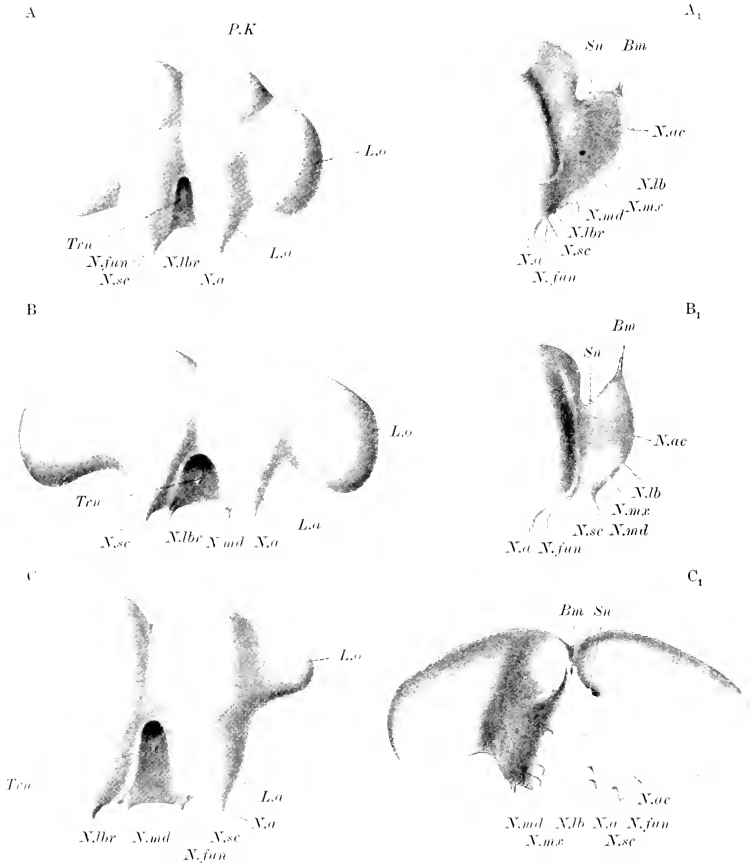 A
A1
P.K
Sn Bm
N.ac
L.o
N.lb
N.md N.mx
Trn
N.lbr
N.fun
N.lbr
L.a
N.sc
N.sc
N.a
N.a
N.fun
B
B1
Bm
Sn
L.o
N.ac
Trn
N.lb
N.mx
L.a
N.sc N.lbr N.md N.a
N.sc N.md
N.a N.fun
C
C1
Bm Sn
L.o
Trn
L.a
N.ac
N.a
N.lbr N.md N.sc
N.md N.lb N.a N.fun
N.fun
N.mx N.sc